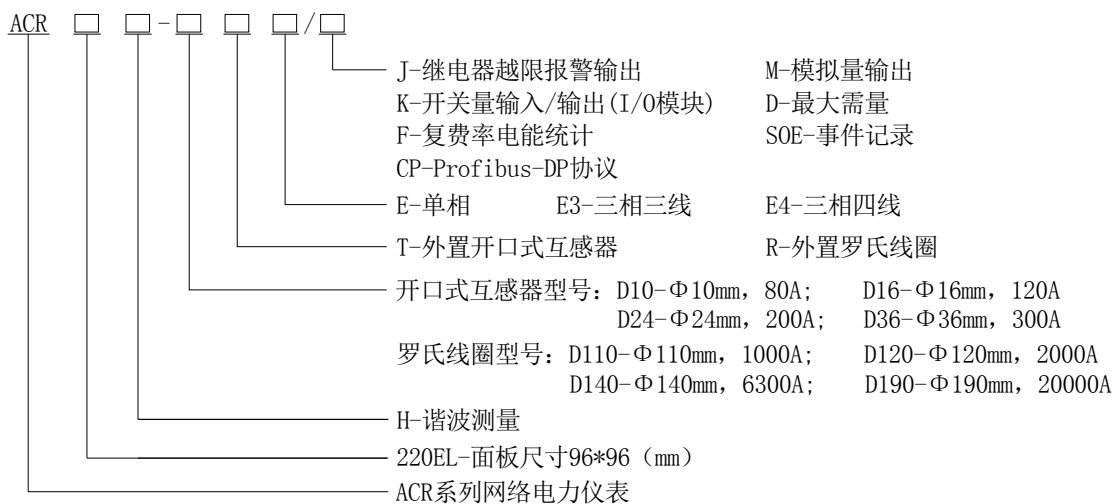 ACR □ □-□ □ □/□
J-继电器越限报警输出 M-模拟量输出
K-开关量输入/输出(I/O模块) D-最大需量
F-复费率电能统计 SOE-事件记录
CP-Profibus-DP协议
E-单相 E3-三相三线 E4-三相四线
T-外置开口式互感器 R-外置罗氏线圈
开口式互感器型号：D10-Φ10mm，80A; D16-Φ16mm，120A
D24-Φ24mm，200A; D36-Φ36mm，300A
罗氏线圈型号：D110-Φ110mm，1000A; D120-Φ120mm，2000A
D140-Φ140mm，6300A; D190-Φ190mm，20000A
H-谐波测量
220EL-面板尺寸96*96（mm）
ACR系列网络电力仪表